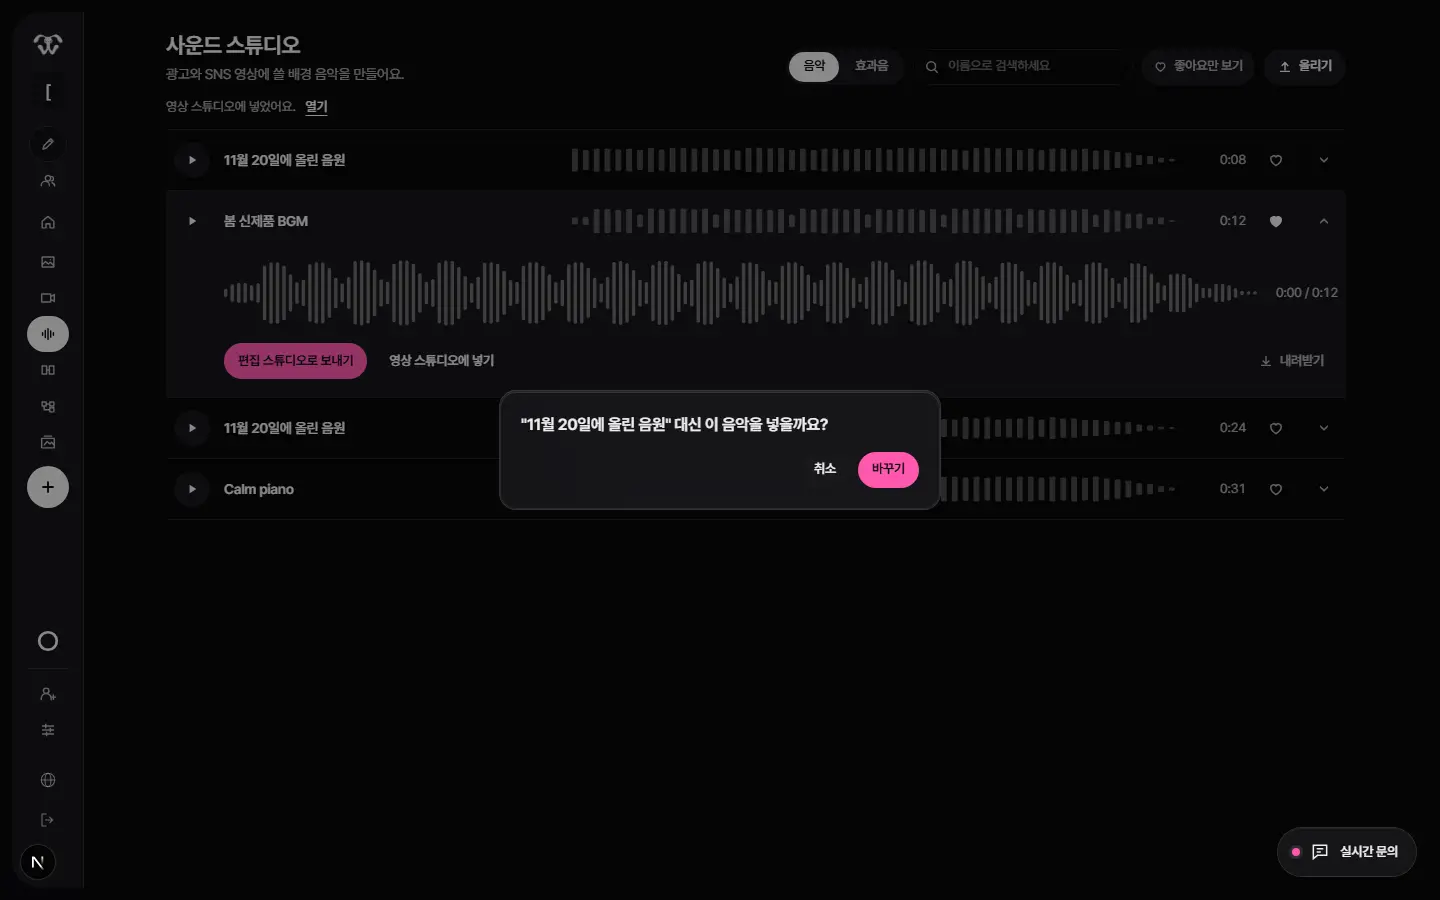 사운드 스튜디오
광고와 SNS 영상에 쓸 배경 음악을 만들어요.
음악
효과음
이름으로 검색하세요
좋아요만 보기
올리기
영상 스튜디오에 넣었어요. 열기
11월 20일에 올린 음원
0:08
봄 신제품 BGM
0:12
0:00 / 0:12
편집 스튜디오로 보내기
영상 스튜디오에 넣기
내려받기
"11월 20일에 올린 음원" 대신 이 음악을 넣을까요?
취소
바꾸기
11월 20일에 올린 음원
0:24
Calm piano
0:31
N
실시간 문의